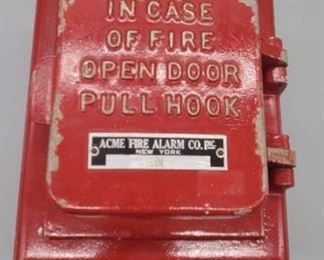 IN CASE
OF FIRE
OPEN DOOR
PULL HOOK
ACME FIRE ALARM CO. INC.
NEW YORK